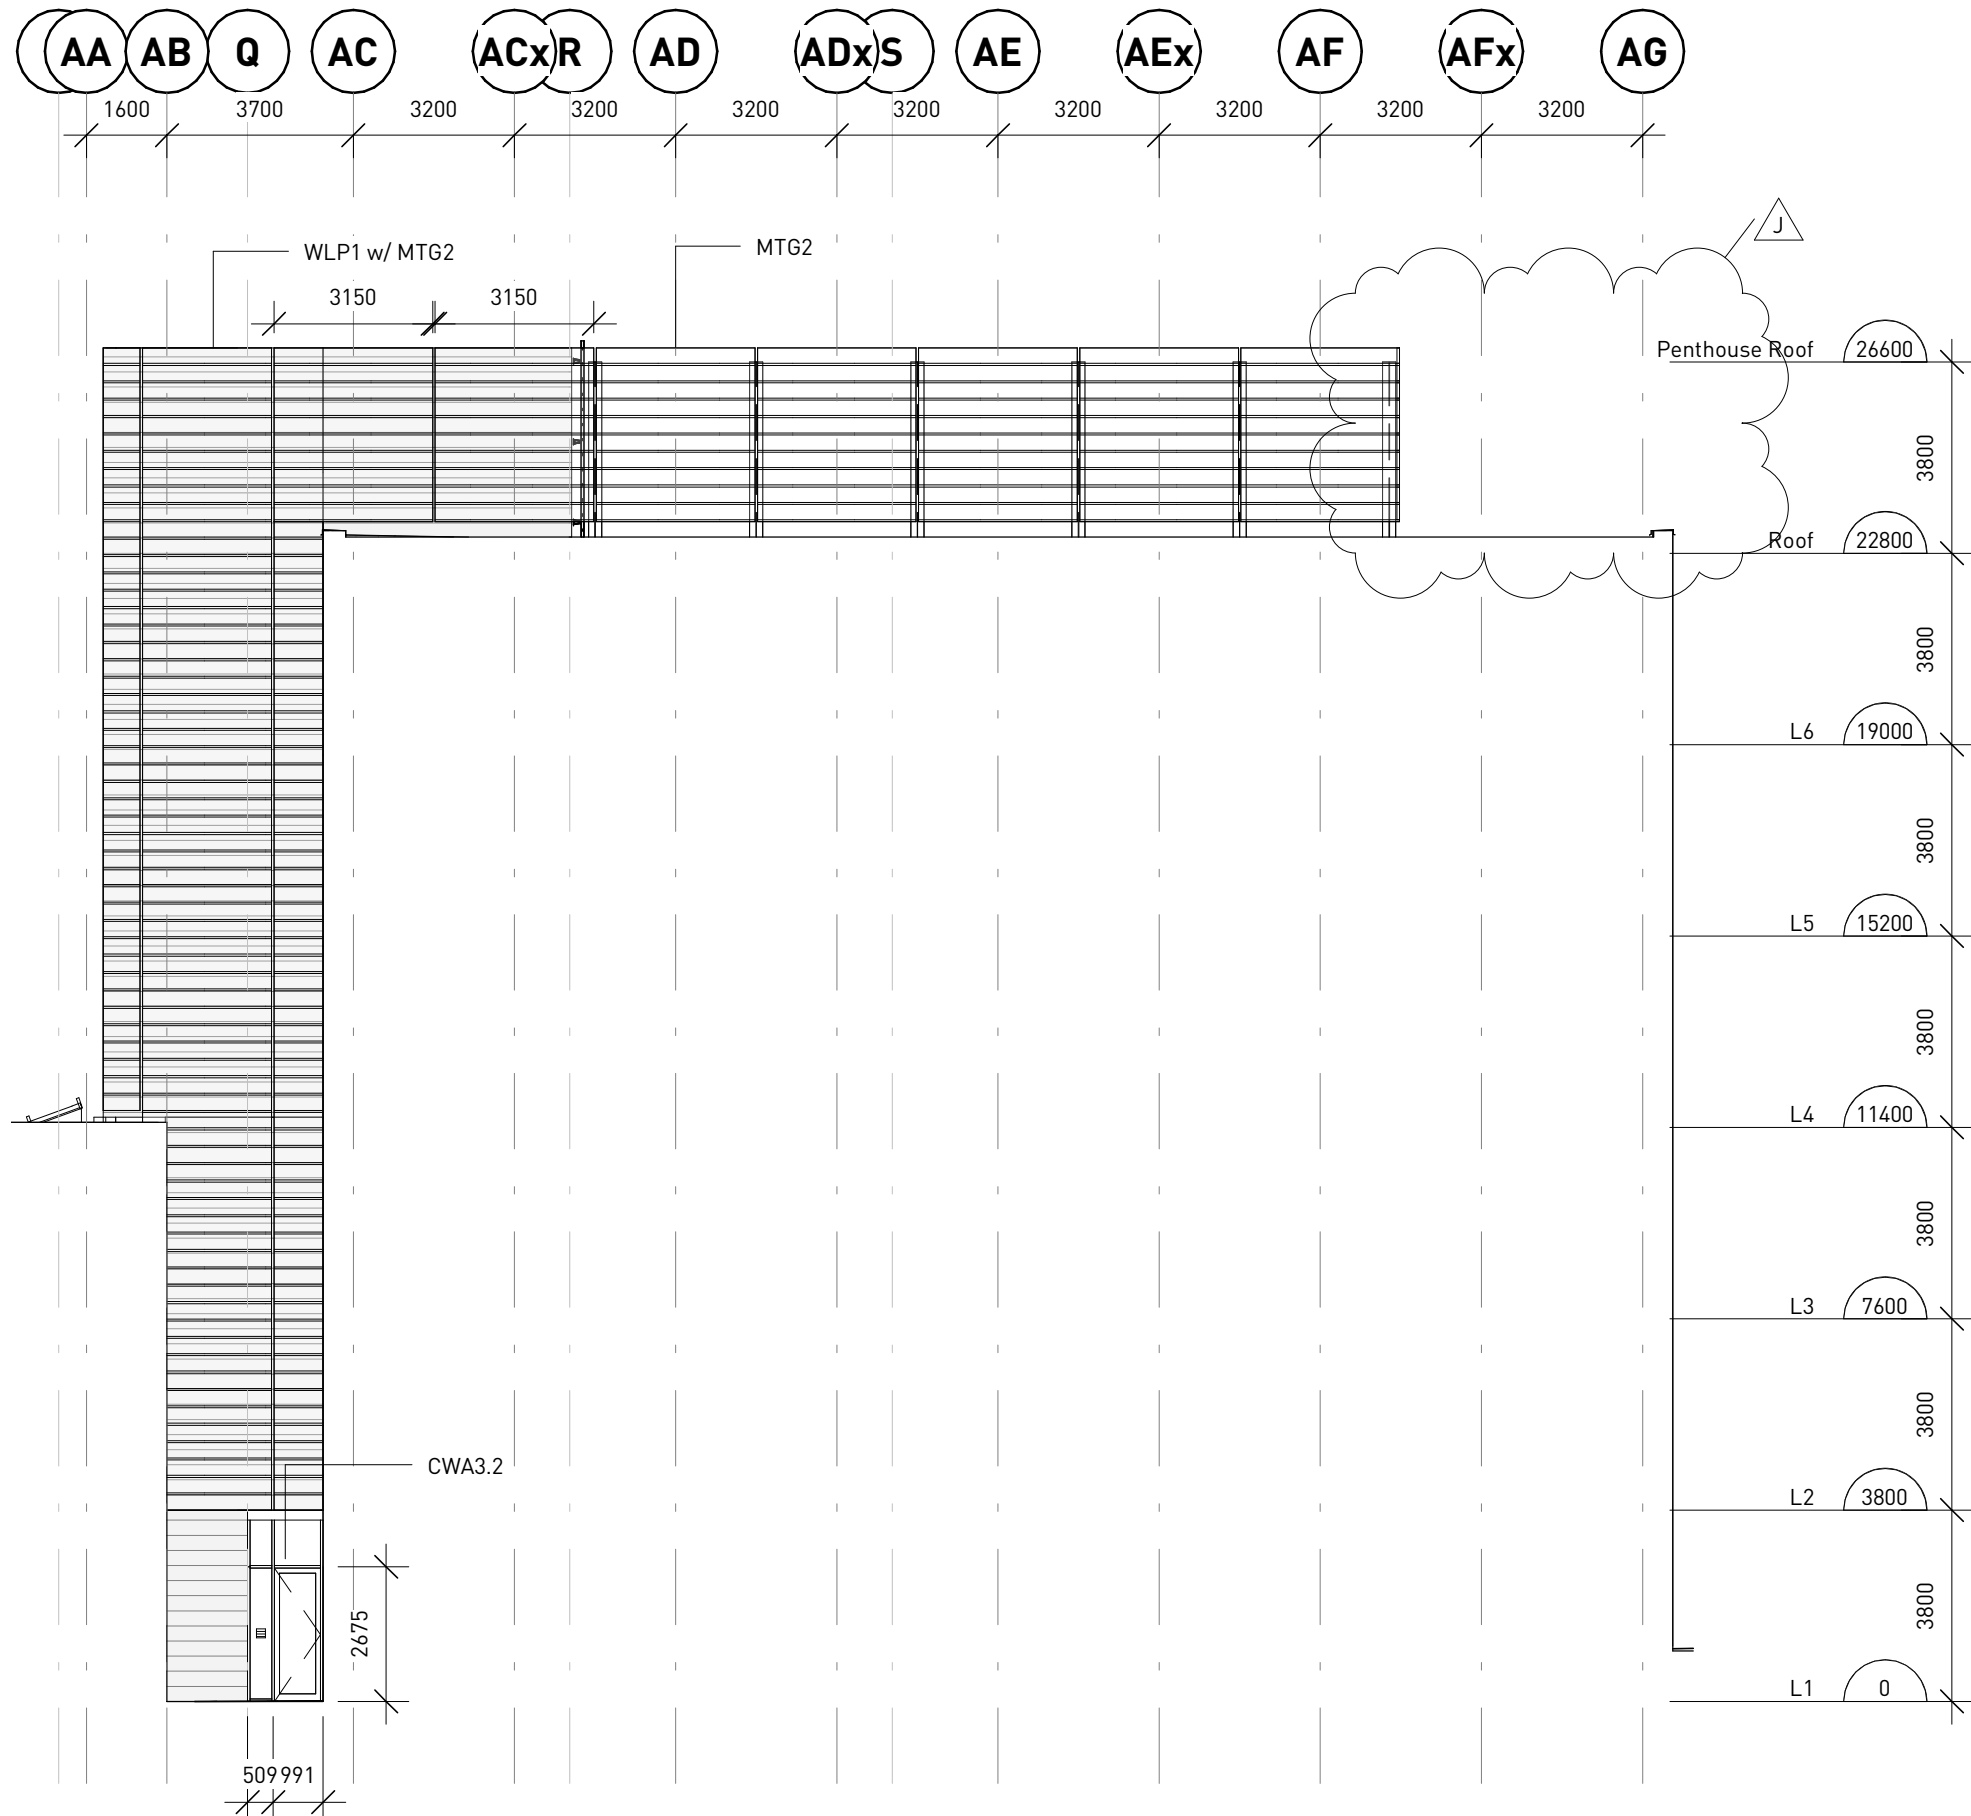 AA AB Q AC ACx R AD ADx S AE AEx AF AFx AG
1600 3700 3200 3200 3200 3200 3200 3200 3200 3200
J
WLP1 w/ MTG2
MTG2
3150 3150
Penthouse Roof 26600
3800
Roof 22800
3800
L6 19000
3800
L5 15200
3800
L4 11400
3800
L3 7600
3800
CWA3.2
L2 3800
3800
2675
L1 0
509 991